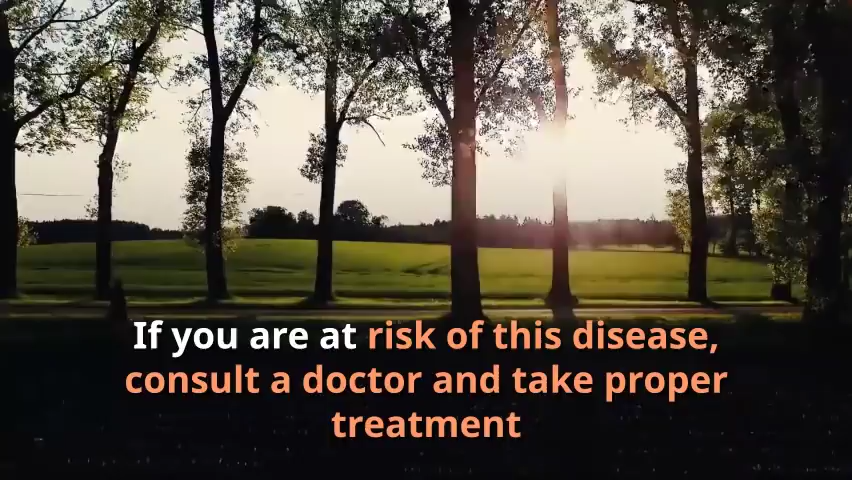 If you are at risk of this disease,
consult a doctor and take proper
treatment